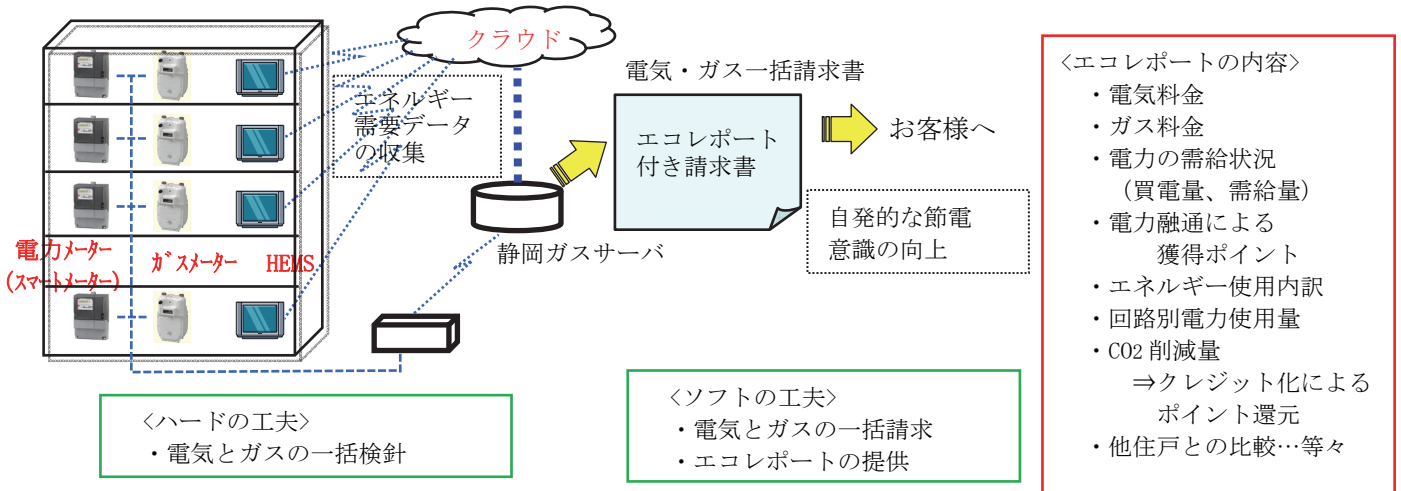 クラウド
エネルギー
需要データ
の収集
電力メーター
(スマートメーター)
ガスメーター
HEMS
静岡ガスサーバ
電気・ガス一括請求書
エコレポート
付き請求書
お客様へ
自発的な節電
意識の向上
<ハードの工夫>
・電気とガスの一括検針
<ソフトの工夫>
・電気とガスの一括請求
・エコレポートの提供
<エコレポートの内容>
・電気料金
・ガス料金
・電力の需給状況
(買電量、需給量)
・電力融通による
獲得ポイント
・エネルギー使用内訳
・回路別電力使用量
・CO2 削減量
⇒クレジット化による
ポイント還元
・他住戸との比較…等々